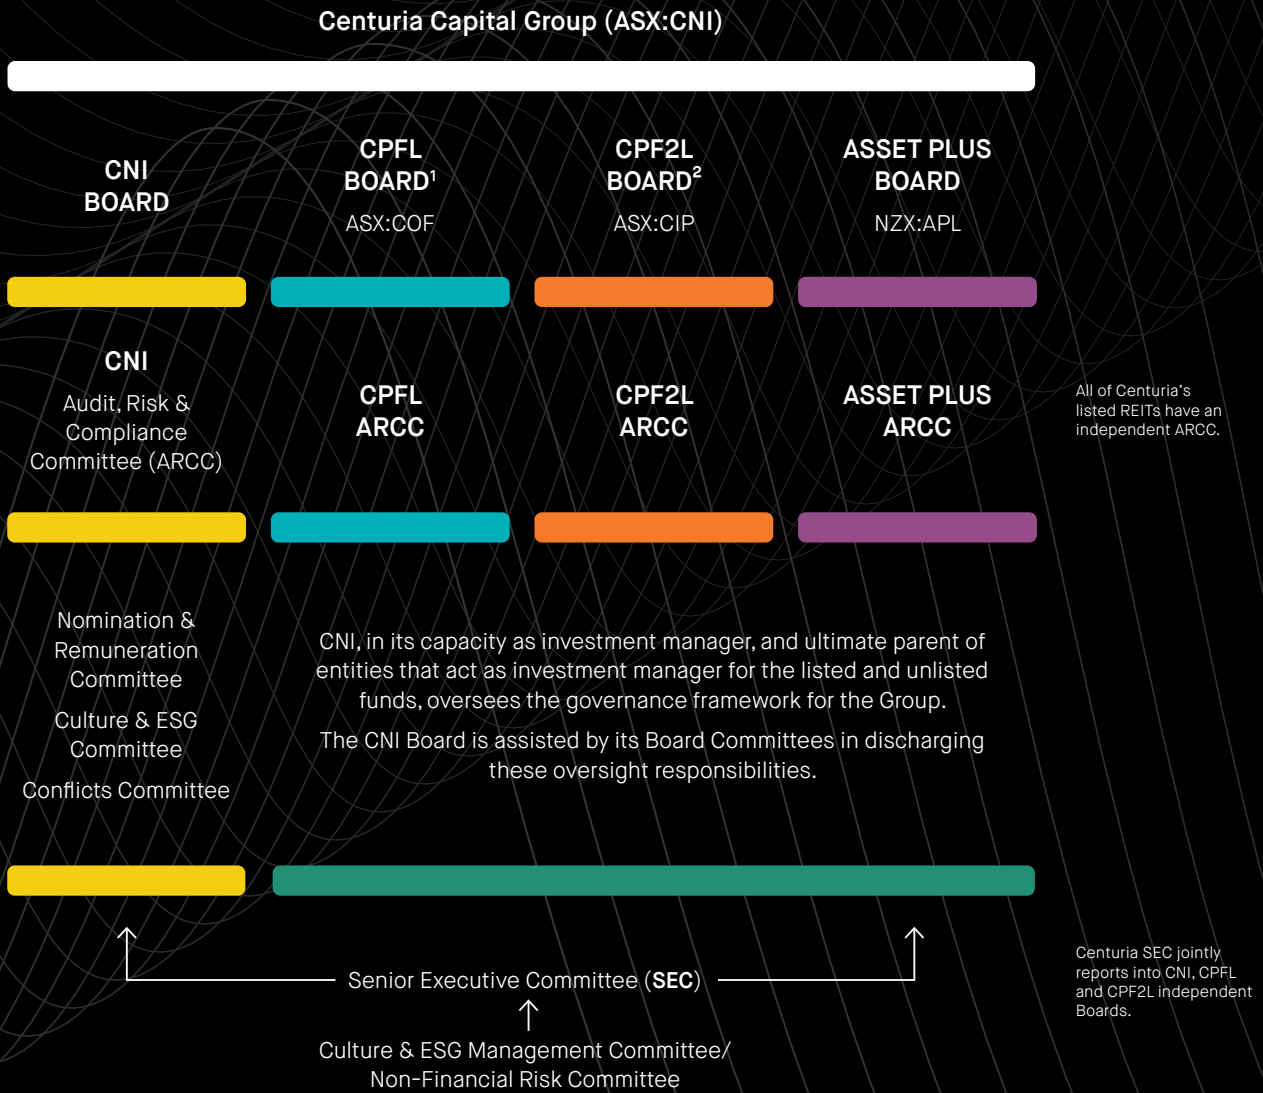 Centuria Capital Group (ASX:CNI)
CNI
BOARD
CPFL
BOARD¹
ASX:COF
CPF2L
BOARD²
ASX:CIP
ASSET PLUS
BOARD
NZX:APL
CNI
Audit, Risk &
Compliance
Committee (ARCC)
CPFL
ARCC
CPF2L
ARCC
ASSET PLUS
ARCC
All of Centuria’s
listed REITs have an
independent ARCC.
Nomination &
Remuneration
Committee
Culture & ESG
Committee
Conflicts Committee
CNI, in its capacity as investment manager, and ultimate parent of
entities that act as investment manager for the listed and unlisted
funds, oversees the governance framework for the Group.
The CNI Board is assisted by its Board Committees in discharging
these oversight responsibilities.
Senior Executive Committee (SEC)
Culture & ESG Management Committee/
Non-Financial Risk Committee
Centuria SEC jointly
reports into CNI, CPFL
and CPF2L independent
Boards.